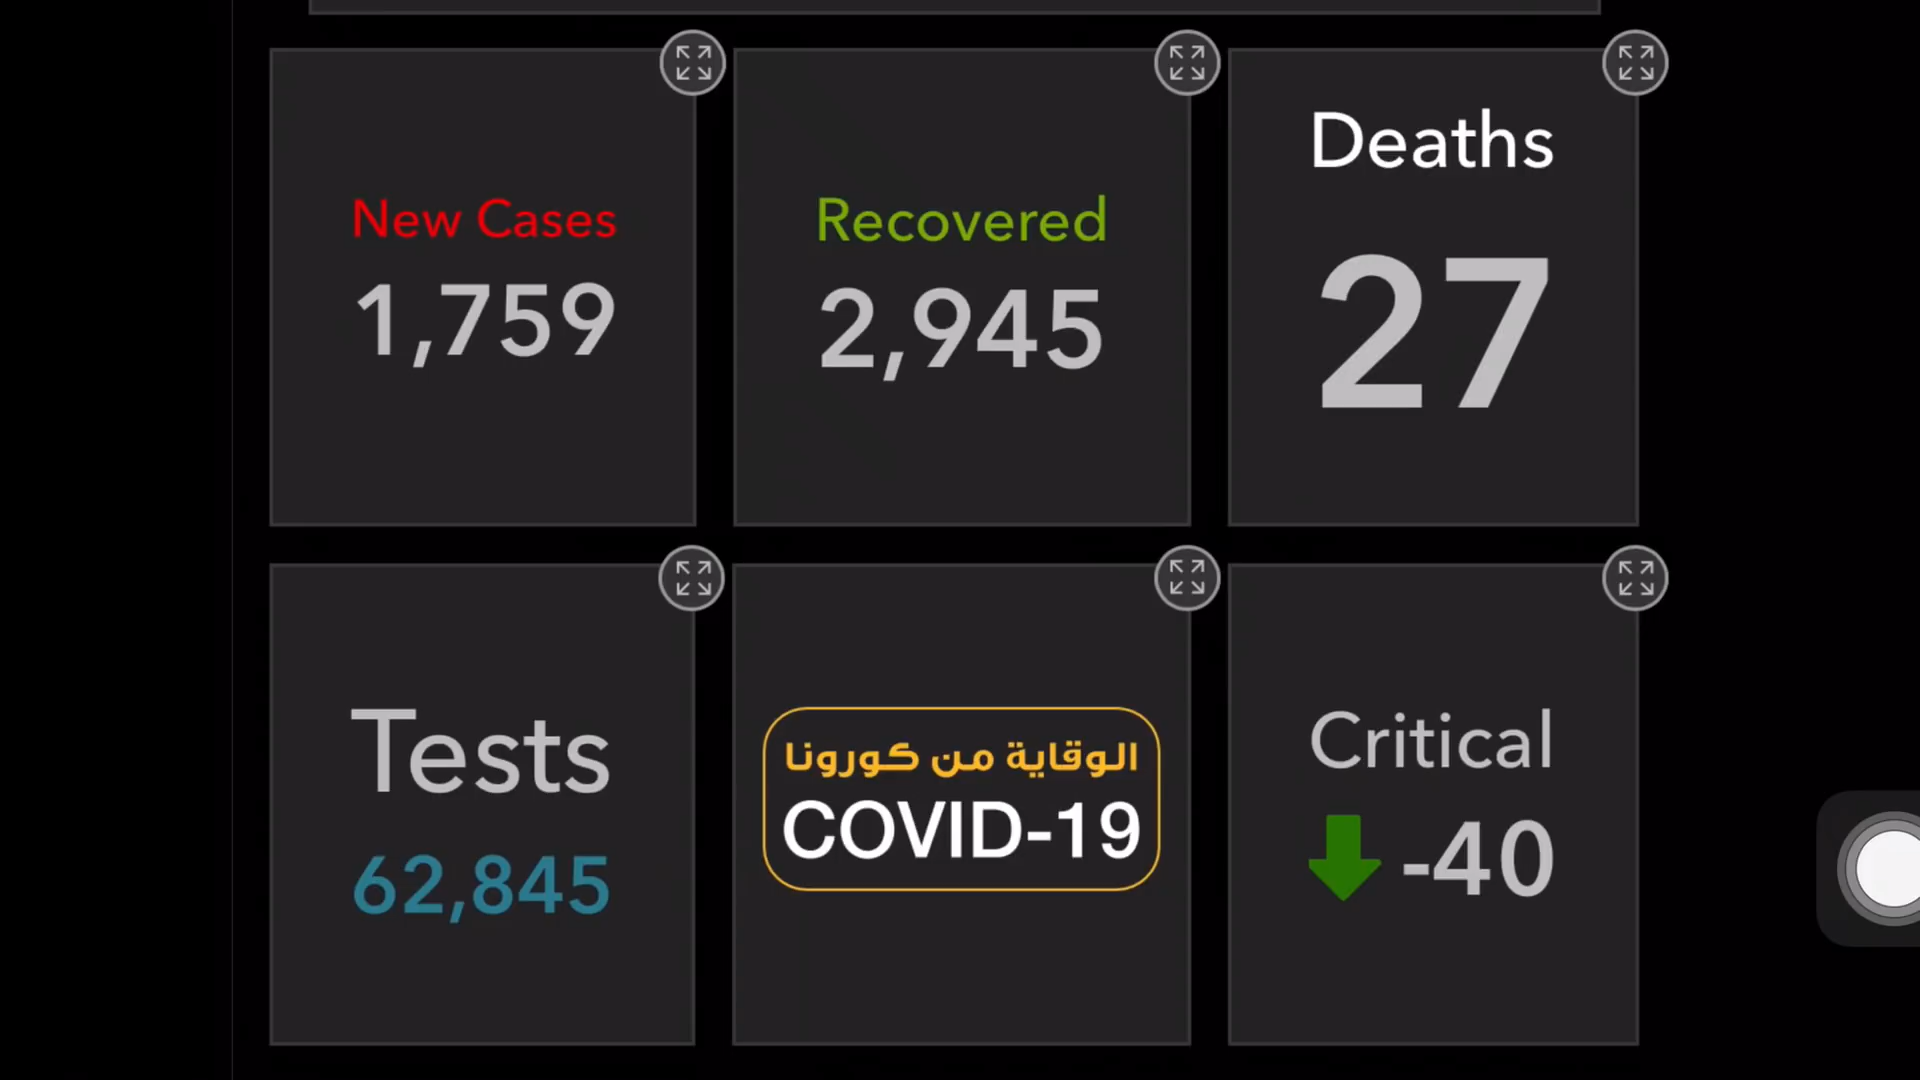 New Cases
1,759
Recovered
2,945
Deaths
27
Tests
62,845
الوقاية من كورونا
COVID-19
Critical
-40